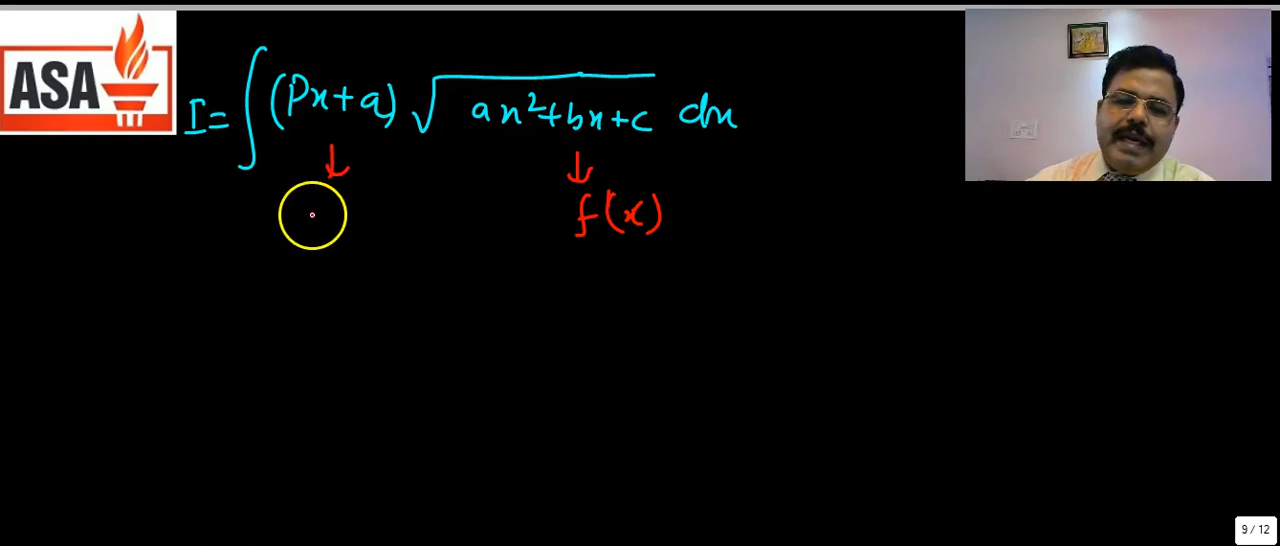 ASA
I = ∫ (Px+a) √(ax²+bx+c) dx
↓ ↓
f(x)
9 / 12